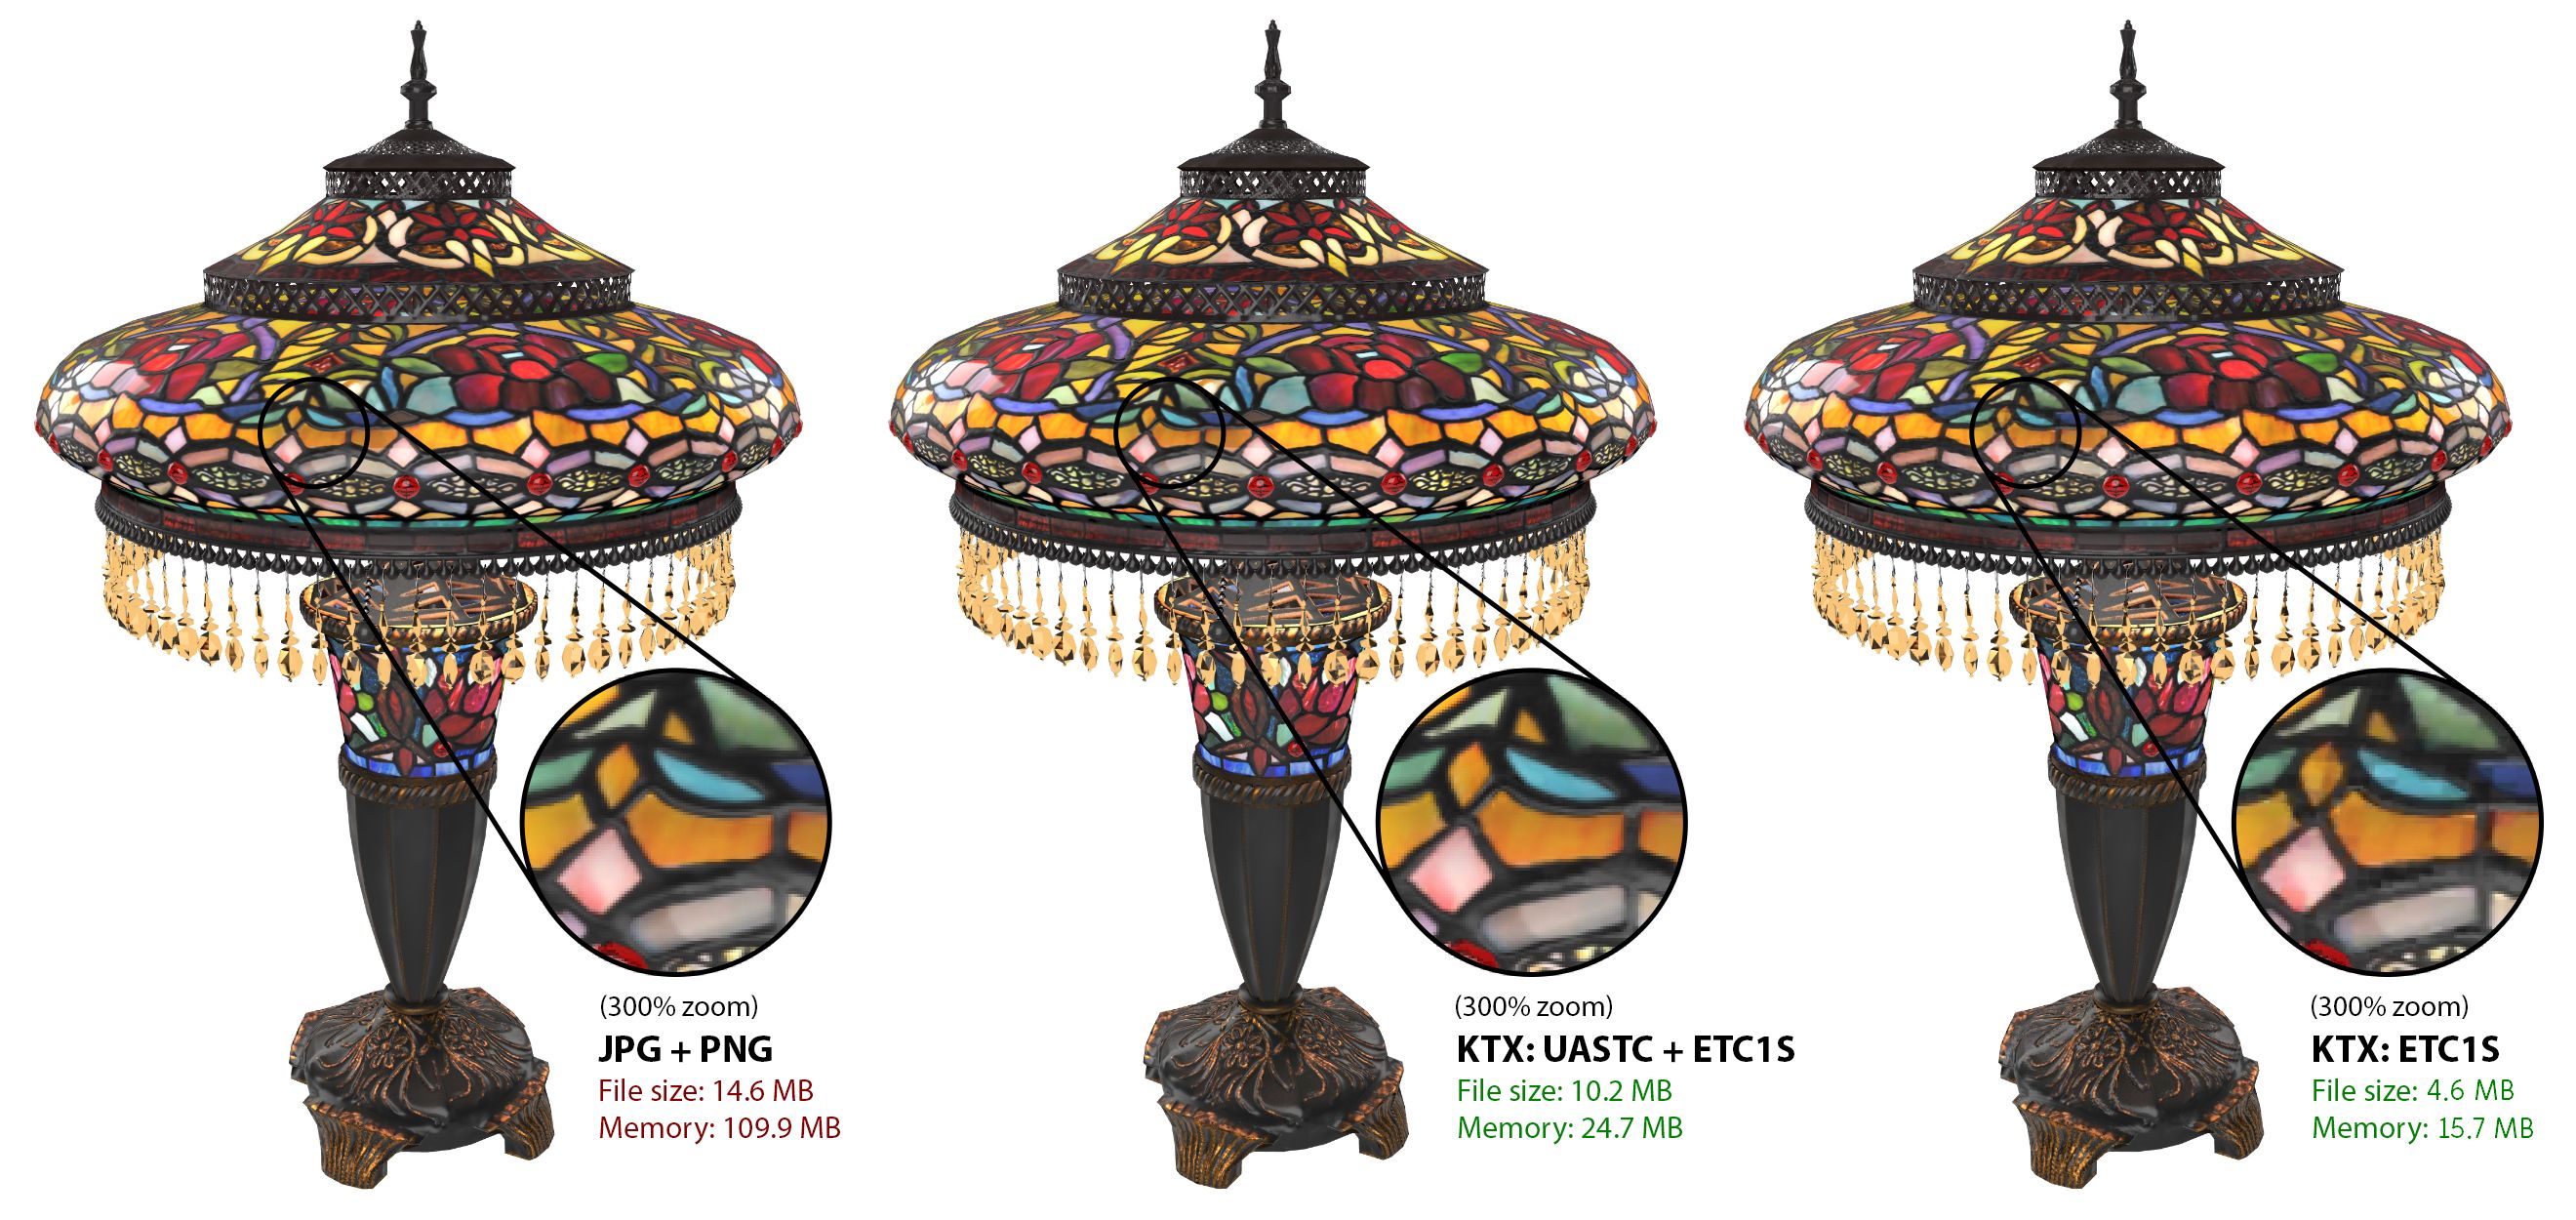 (300% zoom)
JPG + PNG
File size: 14.6 MB
Memory: 109.9 MB
(300% zoom)
KTX: UASTC + ETC1S
File size: 10.2 MB
Memory: 24.7 MB
(300% zoom)
KTX: ETC1S
File size: 4.6 MB
Memory: 15.7 MB